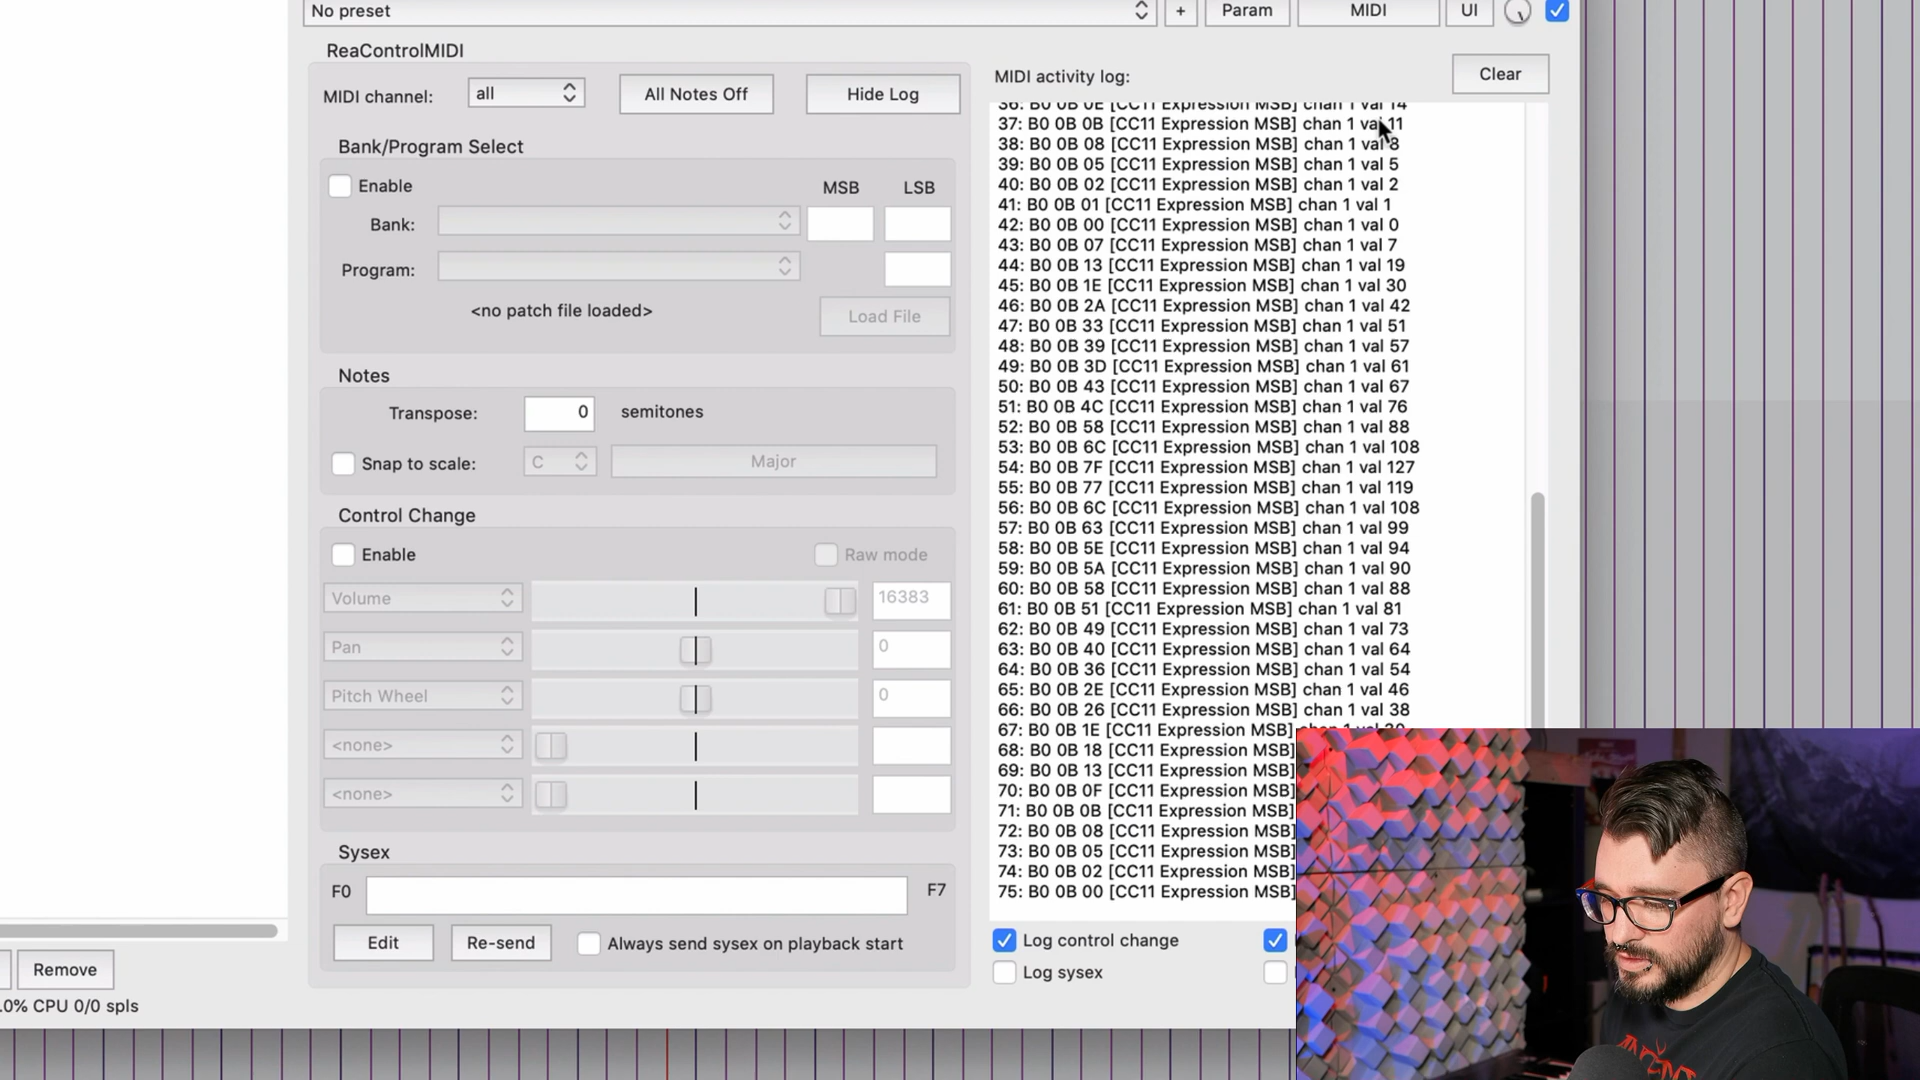 No preset
+
Param
MIDI
UI
ReaControlMIDI
MIDI channel:
all
All Notes Off
Hide Log
MIDI activity log:
Clear
Bank/Program Select
Enable
MSB
LSB
Bank:
Program:
<no patch file loaded>
Load File
Notes
Transpose:
0
semitones
Snap to scale:
C
Major
Control Change
Enable
Raw mode
Volume
16383
Pan
0
Pitch Wheel
0
<none>
<none>
Sysex
F0
F7
Edit
Re-send
Always send sysex on playback start
36: B0 0B 0E [CC11 Expression MSB] chan 1 val 14
37: B0 0B 0B [CC11 Expression MSB] chan 1 val 11
38: B0 0B 08 [CC11 Expression MSB] chan 1 val 8
39: B0 0B 05 [CC11 Expression MSB] chan 1 val 5
40: B0 0B 02 [CC11 Expression MSB] chan 1 val 2
41: B0 0B 01 [CC11 Expression MSB] chan 1 val 1
42: B0 0B 00 [CC11 Expression MSB] chan 1 val 0
43: B0 0B 07 [CC11 Expression MSB] chan 1 val 7
44: B0 0B 13 [CC11 Expression MSB] chan 1 val 19
45: B0 0B 1E [CC11 Expression MSB] chan 1 val 30
46: B0 0B 2A [CC11 Expression MSB] chan 1 val 42
47: B0 0B 33 [CC11 Expression MSB] chan 1 val 51
48: B0 0B 39 [CC11 Expression MSB] chan 1 val 57
49: B0 0B 3D [CC11 Expression MSB] chan 1 val 61
50: B0 0B 43 [CC11 Expression MSB] chan 1 val 67
51: B0 0B 4C [CC11 Expression MSB] chan 1 val 76
52: B0 0B 58 [CC11 Expression MSB] chan 1 val 88
53: B0 0B 6C [CC11 Expression MSB] chan 1 val 108
54: B0 0B 7F [CC11 Expression MSB] chan 1 val 127
55: B0 0B 77 [CC11 Expression MSB] chan 1 val 119
56: B0 0B 6C [CC11 Expression MSB] chan 1 val 108
57: B0 0B 63 [CC11 Expression MSB] chan 1 val 99
58: B0 0B 5E [CC11 Expression MSB] chan 1 val 94
59: B0 0B 5A [CC11 Expression MSB] chan 1 val 90
60: B0 0B 58 [CC11 Expression MSB] chan 1 val 88
61: B0 0B 51 [CC11 Expression MSB] chan 1 val 81
62: B0 0B 49 [CC11 Expression MSB] chan 1 val 73
63: B0 0B 40 [CC11 Expression MSB] chan 1 val 64
64: B0 0B 36 [CC11 Expression MSB] chan 1 val 54
65: B0 0B 2E [CC11 Expression MSB] chan 1 val 46
66: B0 0B 26 [CC11 Expression MSB] chan 1 val 38
67: B0 0B 1E [CC11 Expression MSB]
68: B0 0B 18 [CC11 Expression MSB]
69: B0 0B 13 [CC11 Expression MSB]
70: B0 0B 0F [CC11 Expression MSB]
71: B0 0B 0B [CC11 Expression MSB]
72: B0 0B 08 [CC11 Expression MSB]
73: B0 0B 05 [CC11 Expression MSB]
74: B0 0B 02 [CC11 Expression MSB]
75: B0 0B 00 [CC11 Expression MSB]
Log control change
Log sysex
Remove
.0% CPU 0/0 spls